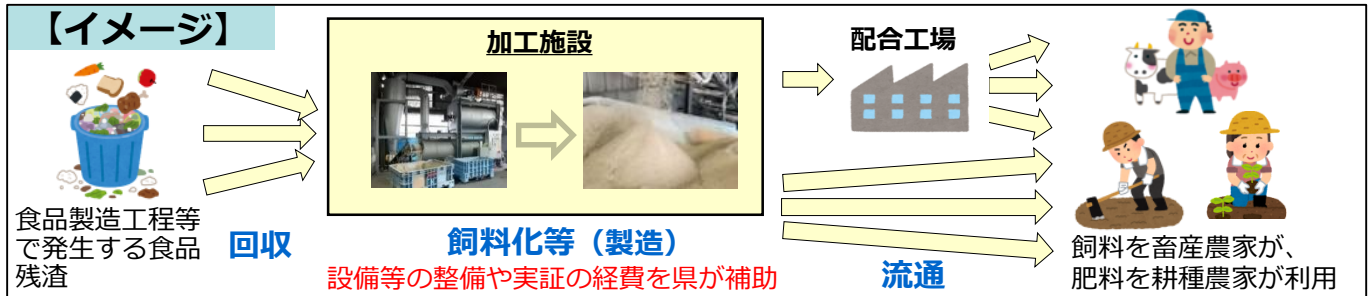 【イメージ】
加工施設
配合工場
食品製造工程等
で発生する食品
残渣
回収
飼料化等（製造）
設備等の整備や実証の経費を県が補助
流通
飼料を畜産農家が、
肥料を耕種農家が利用